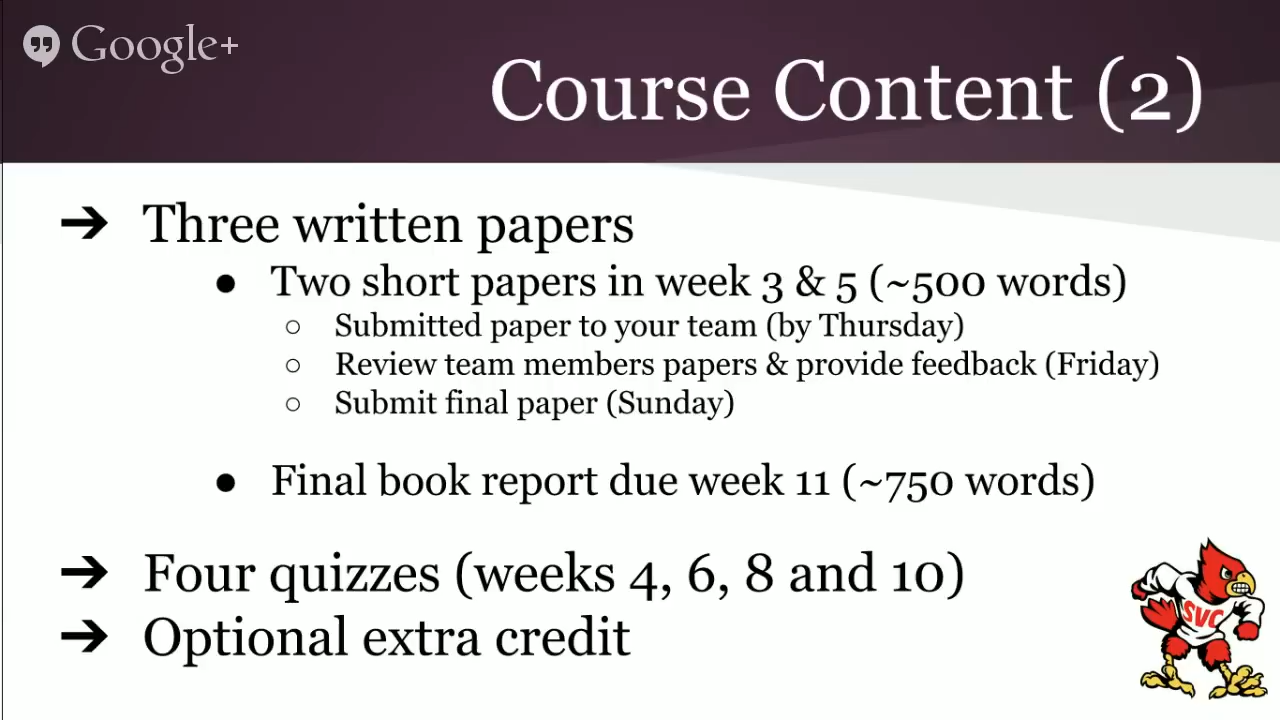 Google+
Course Content (2)
➔ Three written papers
● Two short papers in week 3 & 5 (~500 words)
○ Submitted paper to your team (by Thursday)
○ Review team members papers & provide feedback (Friday)
○ Submit final paper (Sunday)
● Final book report due week 11 (~750 words)
➔ Four quizzes (weeks 4, 6, 8 and 10)
➔ Optional extra credit
SVC